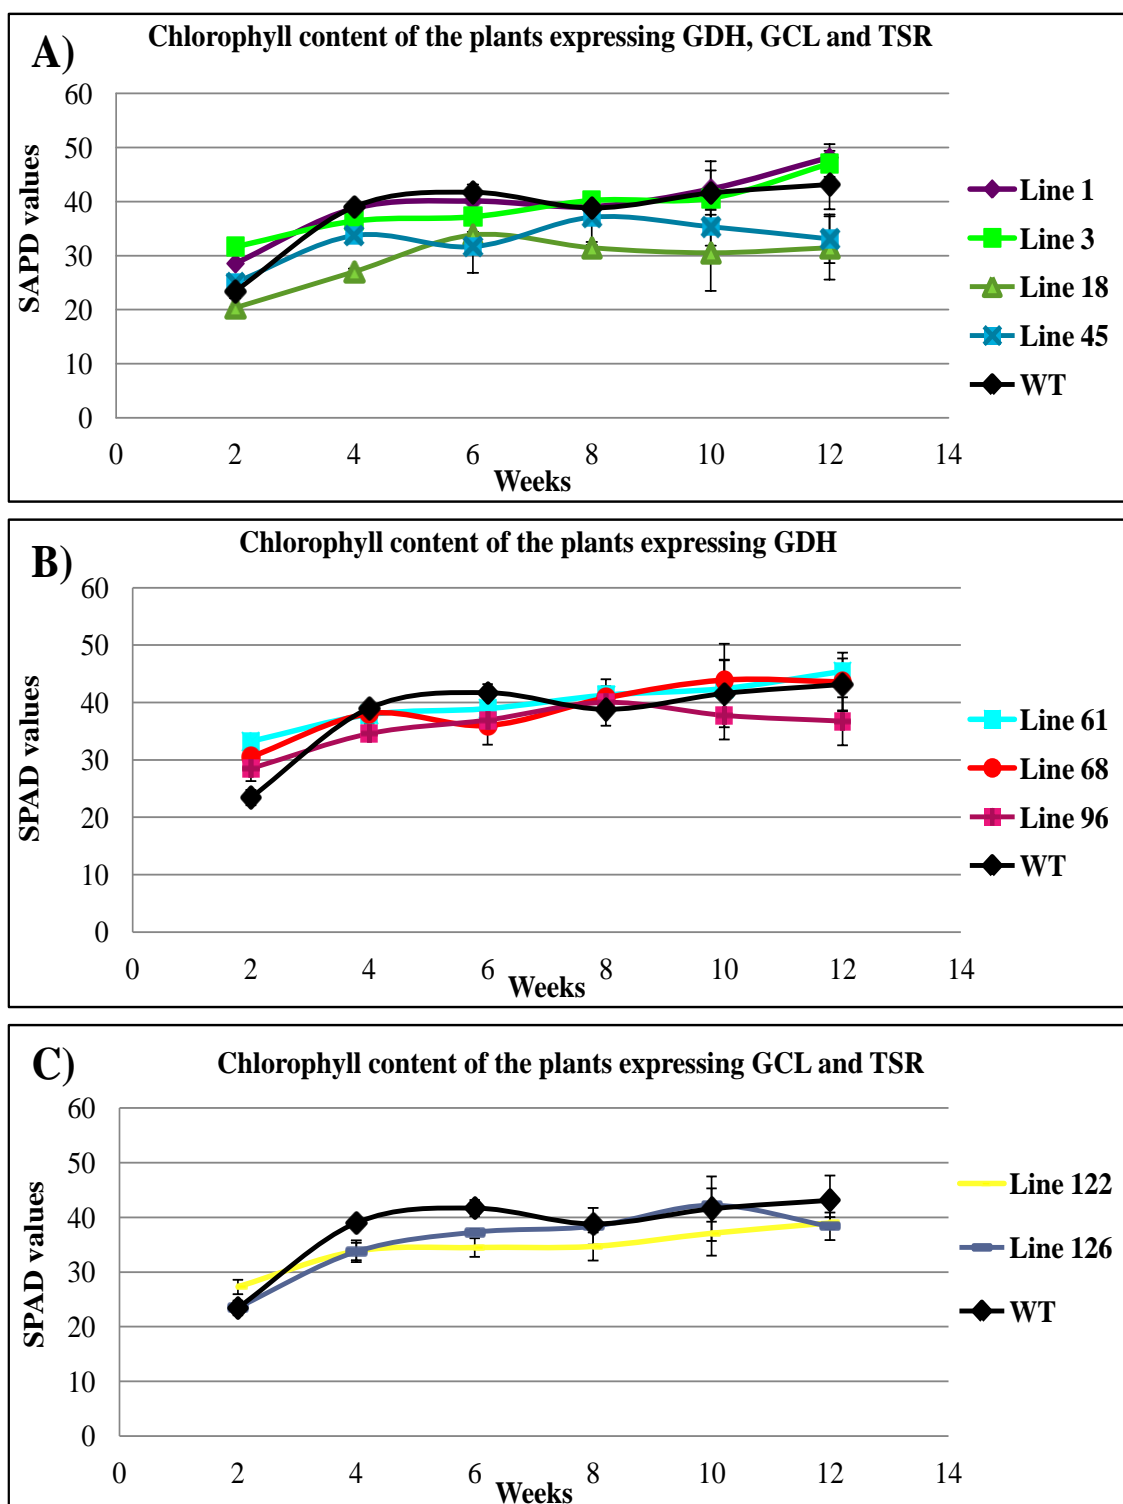 A)
Chlorophyll content of the plants expressing GDH, GCL and TSR
60
50
40
30
20
10
0
SAPD values
0 2 4 6 8 10 12 14
Weeks
Line 1
Line 3
Line 18
Line 45
WT
B)
Chlorophyll content of the plants expressing GDH
60
50
40
30
20
10
0
SPAD values
0 2 4 6 8 10 12 14
Weeks
Line 61
Line 68
Line 96
WT
C)
Chlorophyll content of the plants expressing GCL and TSR
60
50
40
30
20
10
0
SPAD values
0 2 4 6 8 10 12 14
Weeks
Line 122
Line 126
WT